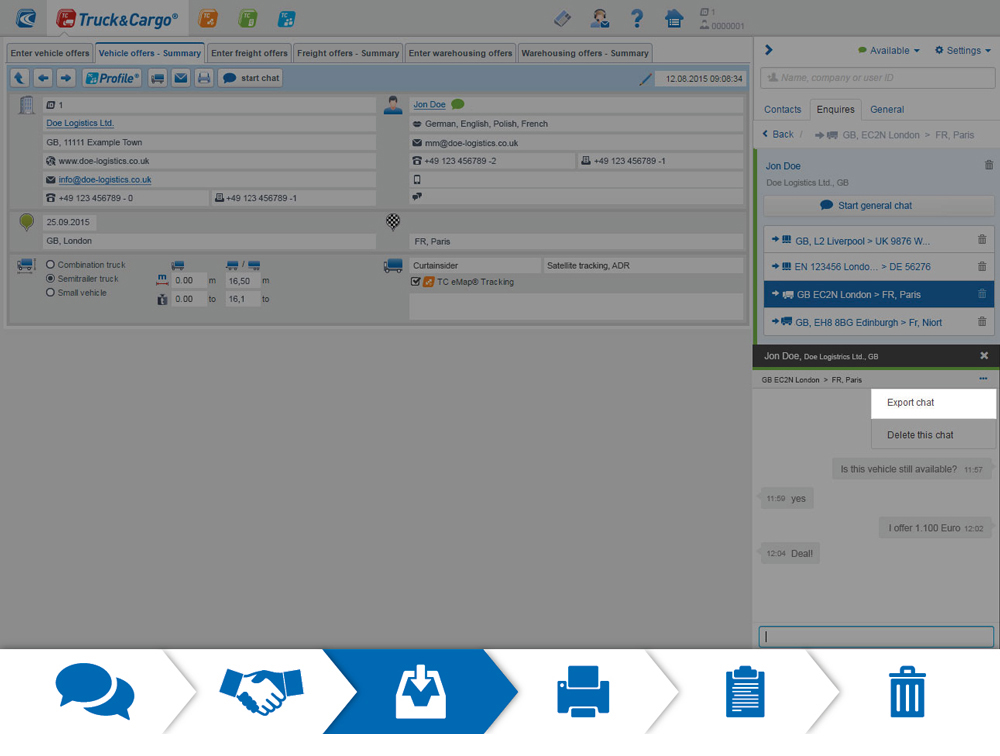 TC Truck&Cargo®
TC
TC
TC
1
0000001
Enter vehicle offers
Vehicle offers - Summary
Enter freight offers
Freight offers - Summary
Enter warehousing offers
Warehousing offers - Summary
TC Profile®
start chat
12.08.2015 09:08:34
1
Doe Logistics Ltd.
GB, 11111 Example Town
www.doe-logistics.co.uk
info@doe-logistics.co.uk
+49 123 456789 - 0
+49 123 456789 -1
Jon Doe
German, English, Polish, French
mm@doe-logistics.co.uk
+49 123 456789 -2
+49 123 456789 -1
25.09.2015
GB, London
FR, Paris
Combination truck
Semitrailer truck
Small vehicle
/
m
0.00 m
16,50 m
0.00 to
16,1 to
Curtainsider
Satellite tracking, ADR
TC eMap® Tracking
Available
Settings
Name, company or user ID
Contacts
Enquires
General
Back / GB, EC2N London > FR, Paris
Jon Doe
Doe Logistics Ltd., GB
Start general chat
GB, L2 Liverpool > UK 9876 W...
EN 123456 Londo... > DE 56276
GB EC2N London > FR, Paris
GB, EH8 8BG Edinburgh > Fr, Niort
Jon Doe, Doe Logistrics Ltd., GB
GB EC2N London > FR, Paris
Export chat
Delete this chat
Is this vehicle still available? 11:57
11:59 yes
I offer 1.100 Euro 12:02
12:04 Deal!